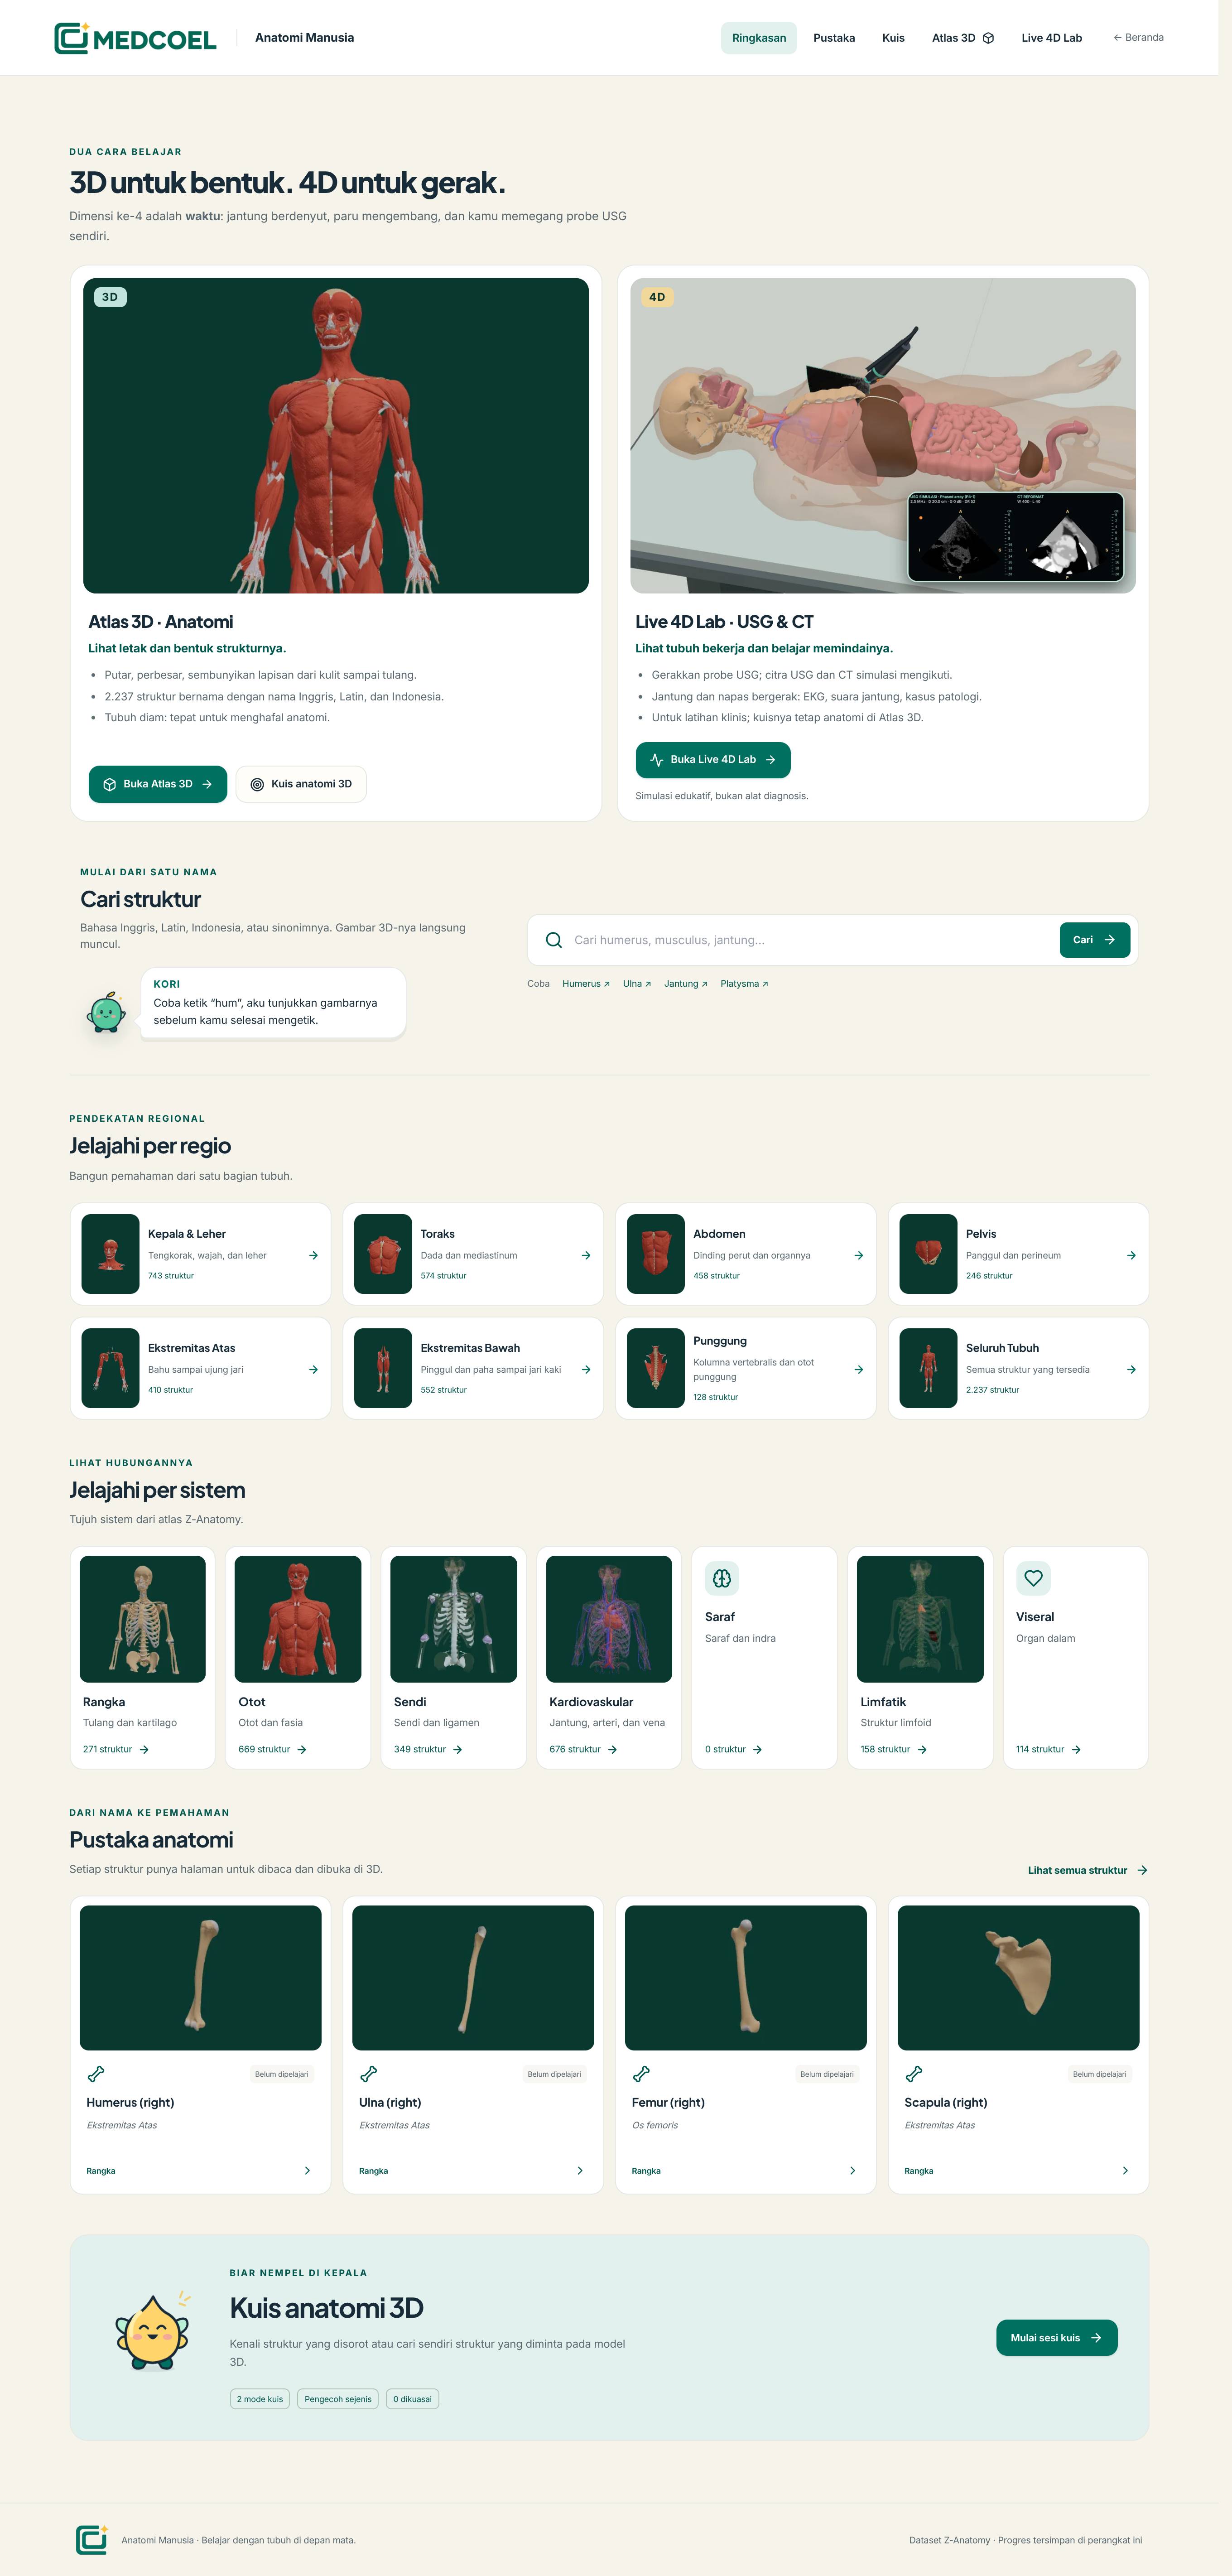 MEDCOEL
Anatomi Manusia
Ringkasan
Pustaka
Kuis
Atlas 3D
Live 4D Lab
← Beranda
DUA CARA BELAJAR
3D untuk bentuk. 4D untuk gerak.
Dimensi ke-4 adalah waktu: jantung berdenyut, paru mengembang, dan kamu memegang probe USG
sendiri.
3D
Atlas 3D · Anatomi
Lihat letak dan bentuk strukturnya.
• Putar, perbesar, sembunyikan lapisan dari kulit sampai tulang.
• 2.237 struktur bernama dengan nama Inggris, Latin, dan Indonesia.
• Tubuh diam: tepat untuk menghafal anatomi.
Buka Atlas 3D →
Kuis anatomi 3D
4D
Live 4D Lab · USG & CT
Lihat tubuh bekerja dan belajar memindainya.
• Gerakkan probe USG; citra USG dan CT simulasi mengikuti.
• Jantung dan napas bergerak: EKG, suara jantung, kasus patologi.
• Untuk latihan klinis; kuisnya tetap anatomi di Atlas 3D.
Buka Live 4D Lab →
Simulasi edukatif, bukan alat diagnosis.
MULAI DARI SATU NAMA
Cari struktur
Bahasa Inggris, Latin, Indonesia, atau sinonimnya. Gambar 3D-nya langsung
muncul.
KORI
Coba ketik “hum”, aku tunjukkan gambarnya
sebelum kamu selesai mengetik.
Cari humerus, musculus, jantung...
Cari →
Coba Humerus ↗ Ulna ↗ Jantung ↗ Platysma ↗
PENDEKATAN REGIONAL
Jelajahi per regio
Bangun pemahaman dari satu bagian tubuh.
Kepala & Leher
Tengkorak, wajah, dan leher
743 struktur
Toraks
Dada dan mediastinum
574 struktur
Abdomen
Dinding perut dan organnya
458 struktur
Pelvis
Panggul dan perineum
246 struktur
Ekstremitas Atas
Bahu sampai ujung jari
410 struktur
Ekstremitas Bawah
Pinggul dan paha sampai jari kaki
552 struktur
Punggung
Kolumna vertebralis dan otot
punggung
128 struktur
Seluruh Tubuh
Semua struktur yang tersedia
2.237 struktur
LIHAT HUBUNGANNYA
Jelajahi per sistem
Tujuh sistem dari atlas Z-Anatomy.
Rangka
Tulang dan kartilago
271 struktur →
Otot
Otot dan fasia
669 struktur →
Sendi
Sendi dan ligamen
349 struktur →
Kardiovaskular
Jantung, arteri, dan vena
676 struktur →
Saraf
Saraf dan indra
0 struktur →
Limfatik
Struktur limfoid
158 struktur →
Viseral
Organ dalam
114 struktur →
DARI NAMA KE PEMAHAMAN
Pustaka anatomi
Setiap struktur punya halaman untuk dibaca dan dibuka di 3D.
Lihat semua struktur →
Belum dipelajari
Humerus (right)
Ekstremitas Atas
Rangka
Belum dipelajari
Ulna (right)
Ekstremitas Atas
Rangka
Belum dipelajari
Femur (right)
Os femoris
Rangka
Belum dipelajari
Scapula (right)
Ekstremitas Atas
Rangka
BIAR NEMPEL DI KEPALA
Kuis anatomi 3D
Kenali struktur yang disorot atau cari sendiri struktur yang diminta pada model
3D.
2 mode kuis
Pengecoh sejenis
0 dikuasai
Mulai sesi kuis →
Anatomi Manusia · Belajar dengan tubuh di depan mata.
Dataset Z-Anatomy · Progres tersimpan di perangkat ini